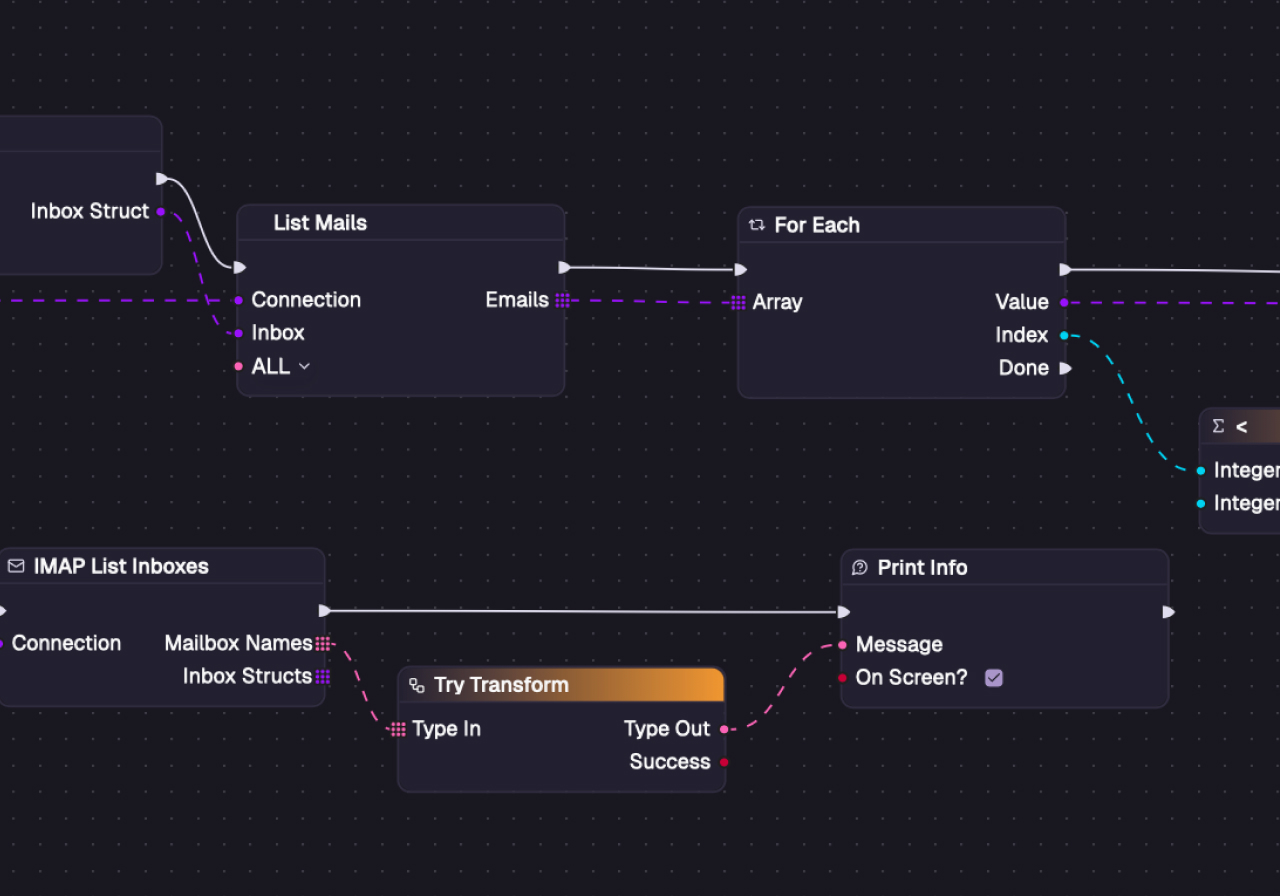 Inbox Struct
List Mails
Connection
Emails
Inbox
ALL
For Each
Array
Value
Index
Done
<
Integer
Integer
IMAP List Inboxes
Connection
Mailbox Names
Inbox Structs
Try Transform
Type In
Type Out
Success
Print Info
Message
On Screen?